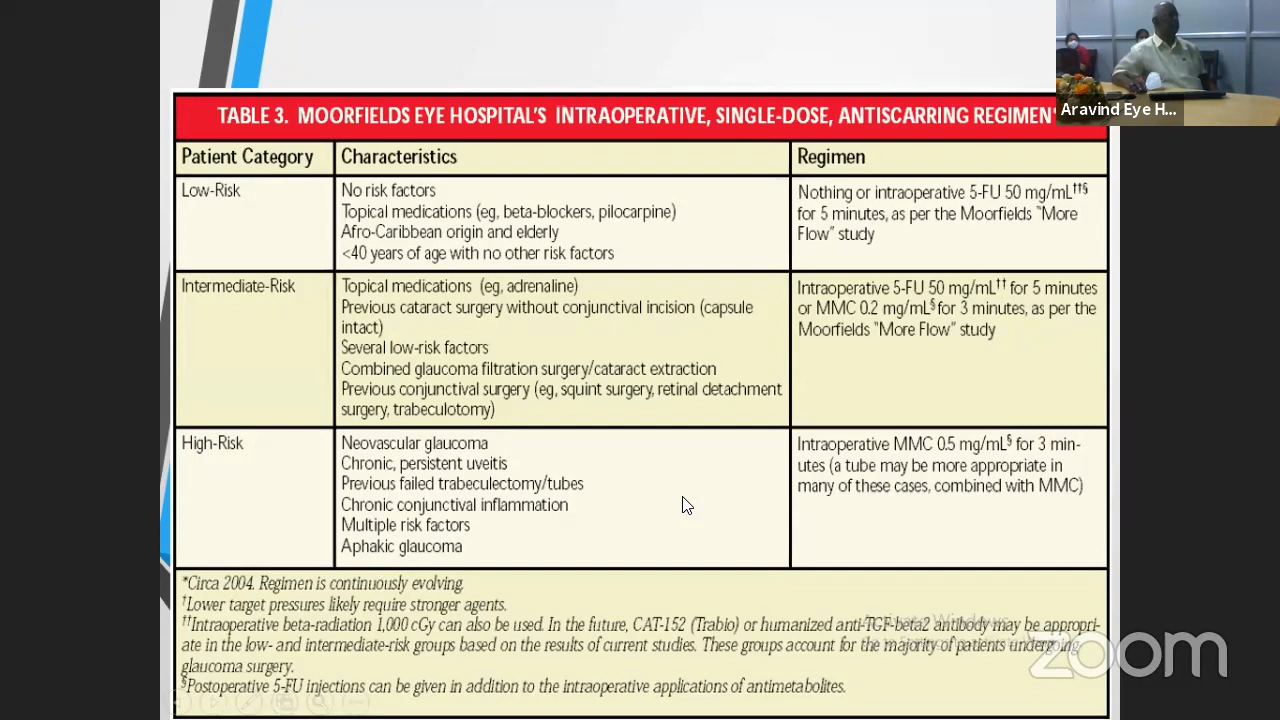 Aravind Eye H...
TABLE 3. MOORFIELDS EYE HOSPITAL'S INTRAOPERATIVE, SINGLE-DOSE, ANTISCARRING REGIMEN
Patient Category
Characteristics
Regimen
Low-Risk
No risk factors
Topical medications (eg, beta-blockers, pilocarpine)
Afro-Caribbean origin and elderly
<40 years of age with no other risk factors
Nothing or intraoperative 5-FU 50 mg/mL††§
for 5 minutes, as per the Moorfields "More
Flow" study
Intermediate-Risk
Topical medications (eg, adrenaline)
Previous cataract surgery without conjunctival incision (capsule
intact)
Several low-risk factors
Combined glaucoma filtration surgery/cataract extraction
Previous conjunctival surgery (eg, squint surgery, retinal detachment
surgery, trabeculotomy)
Intraoperative 5-FU 50 mg/mL†† for 5 minutes
or MMC 0.2 mg/mL§ for 3 minutes, as per the
Moorfields "More Flow" study
High-Risk
Neovascular glaucoma
Chronic, persistent uveitis
Previous failed trabeculectomy/tubes
Chronic conjunctival inflammation
Multiple risk factors
Aphakic glaucoma
Intraoperative MMC 0.5 mg/mL§ for 3 min-
utes (a tube may be more appropriate in
many of these cases, combined with MMC)
*Circa 2004. Regimen is continuously evolving.
†Lower target pressures likely require stronger agents.
††Intraoperative beta-radiation 1,000 cGy can also be used. In the future, CAT-152 (Trabio) or humanized anti-TGF-beta2 antibody may be appropri-
ate in the low- and intermediate-risk groups based on the results of current studies. These groups account for the majority of patients undergoing
glaucoma surgery.
§Postoperative 5-FU injections can be given in addition to the intraoperative applications of antimetabolites.
Activate Windows
zoom